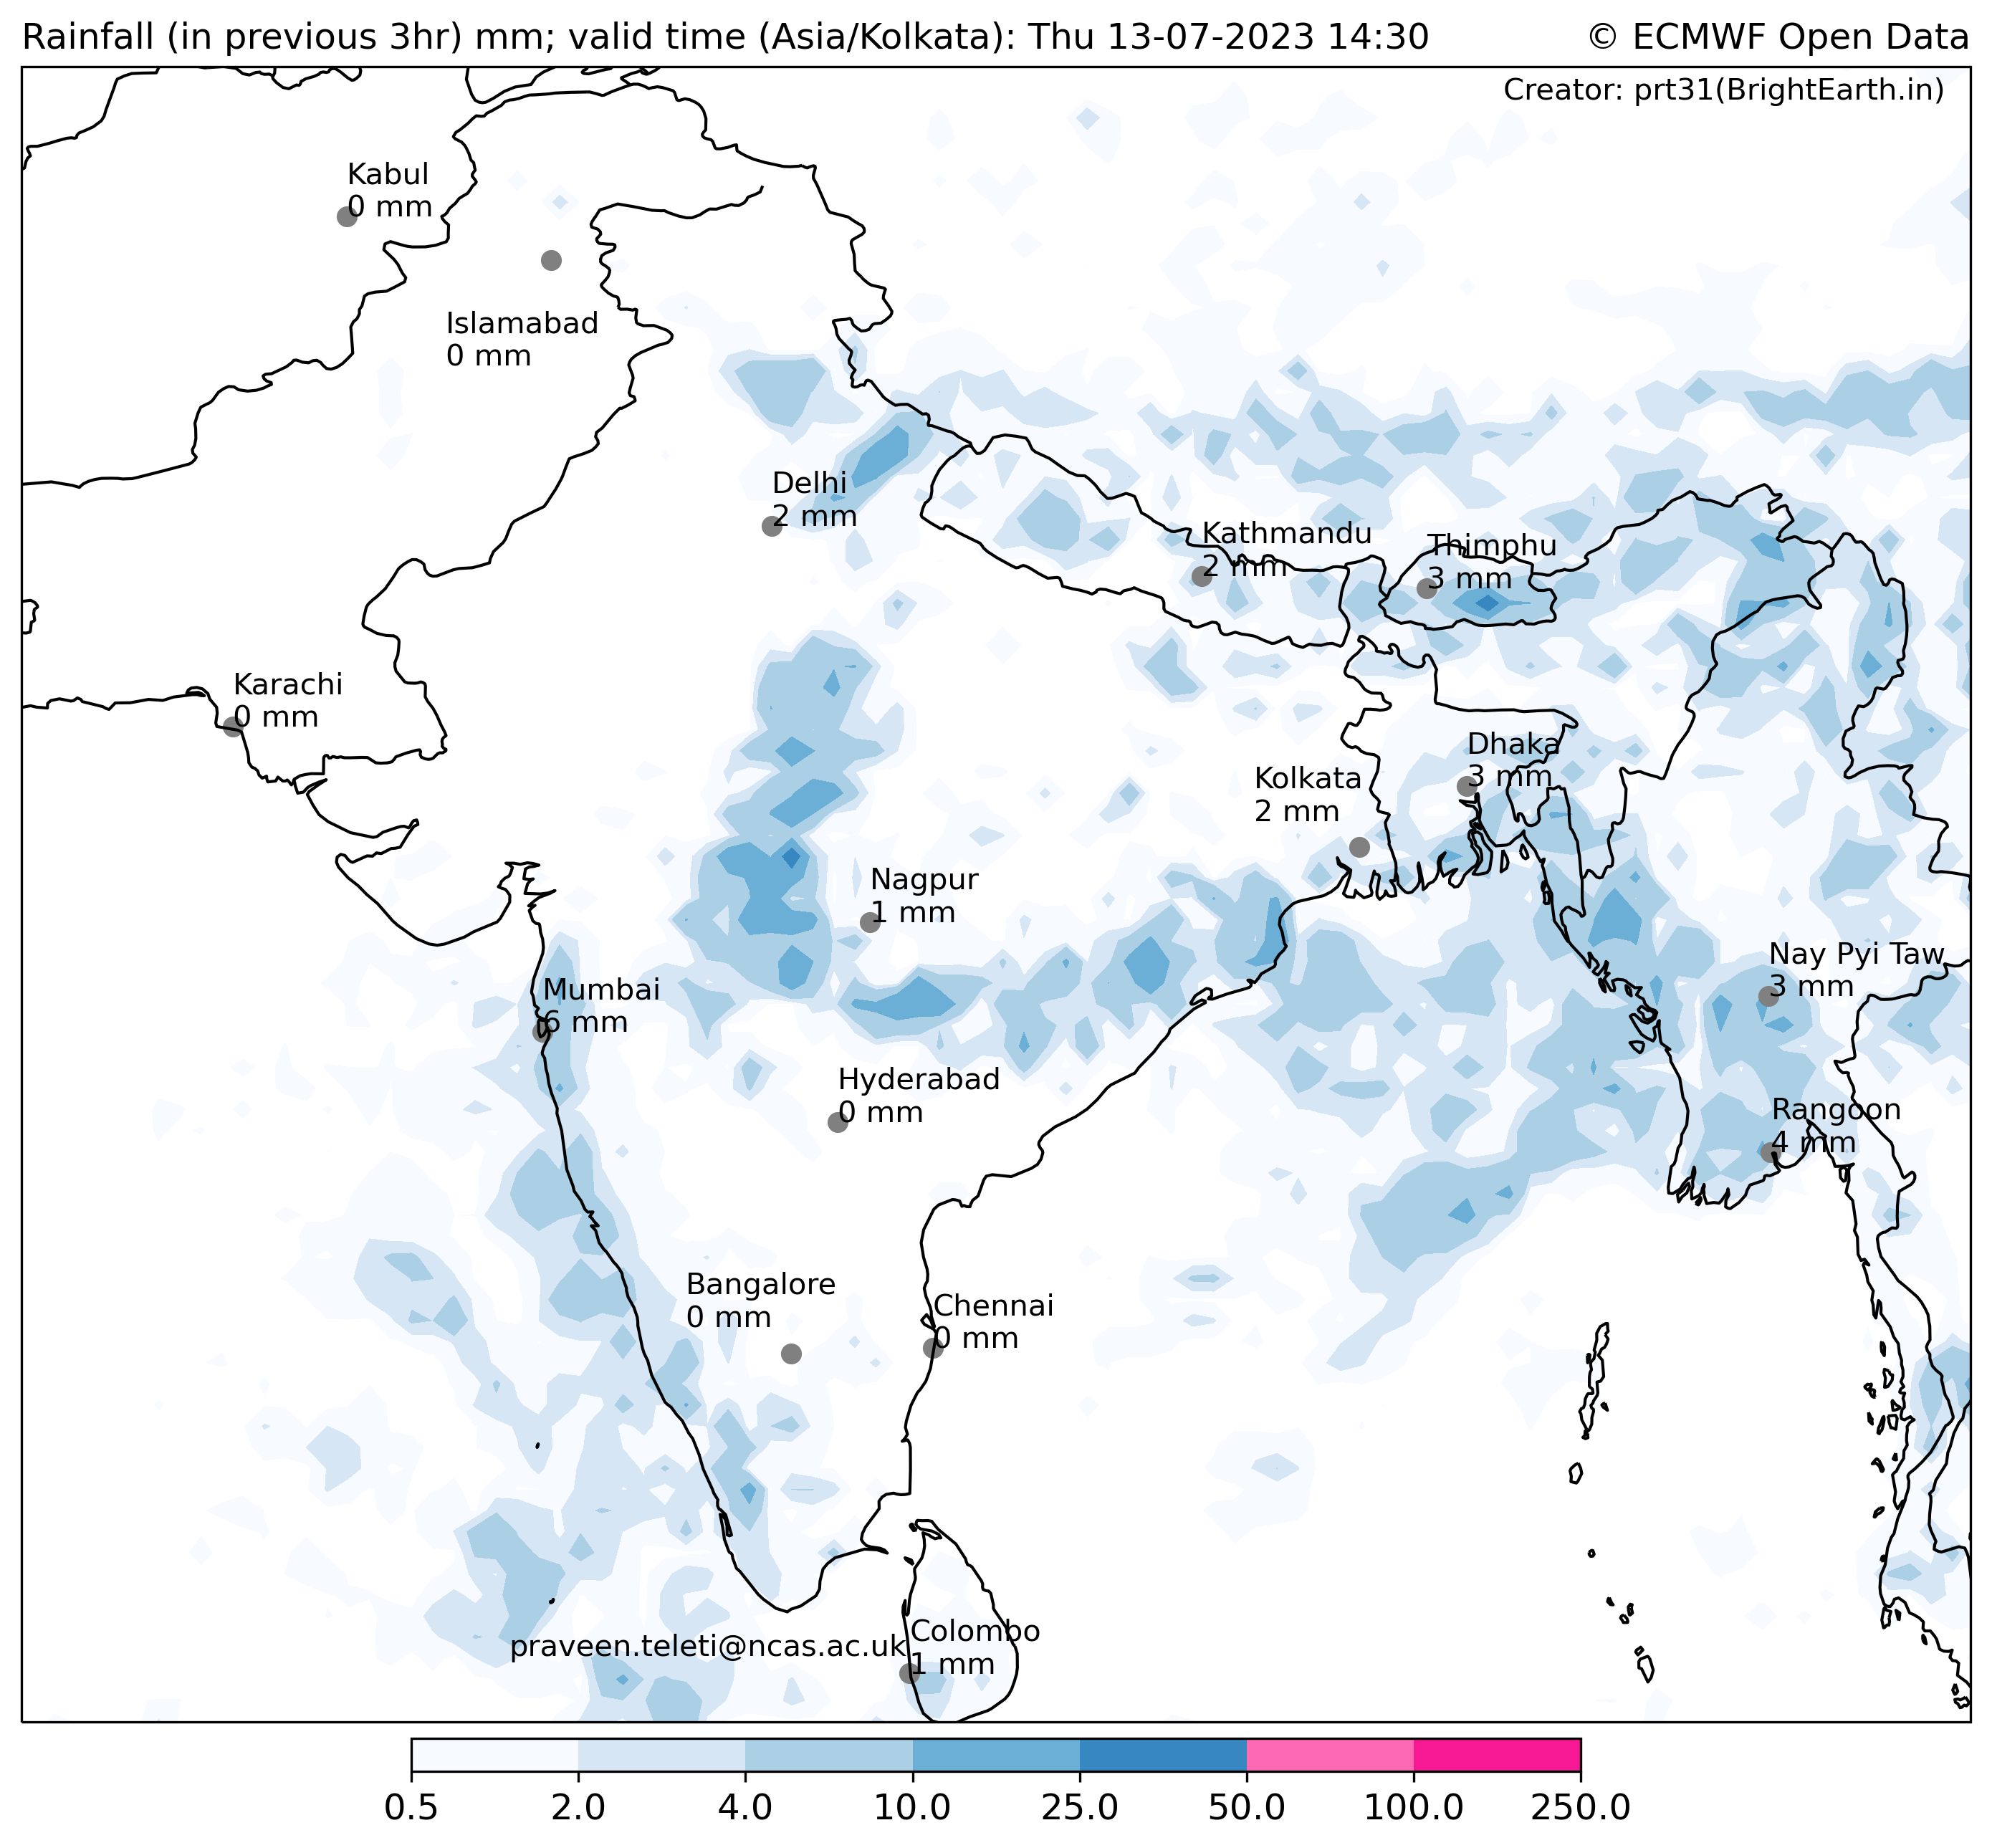 Rainfall (in previous 3hr) mm; valid time (Asia/Kolkata): Thu 13-07-2023 14:30
© ECMWF Open Data
Creator: prt31(BrightEarth.in)
Kabul
0 mm
Islamabad
0 mm
Delhi
2 mm
Kathmandu
2 mm
Thimphu
3 mm
Karachi
0 mm
Dhaka
3 mm
Kolkata
2 mm
Nagpur
1 mm
Nay Pyi Taw
3 mm
Mumbai
6 mm
Hyderabad
0 mm
Rangoon
4 mm
Bangalore
0 mm
Chennai
0 mm
Colombo
1 mm
praveen.teleti@ncas.ac.uk
0.5 2.0 4.0 10.0 25.0 50.0 100.0 250.0